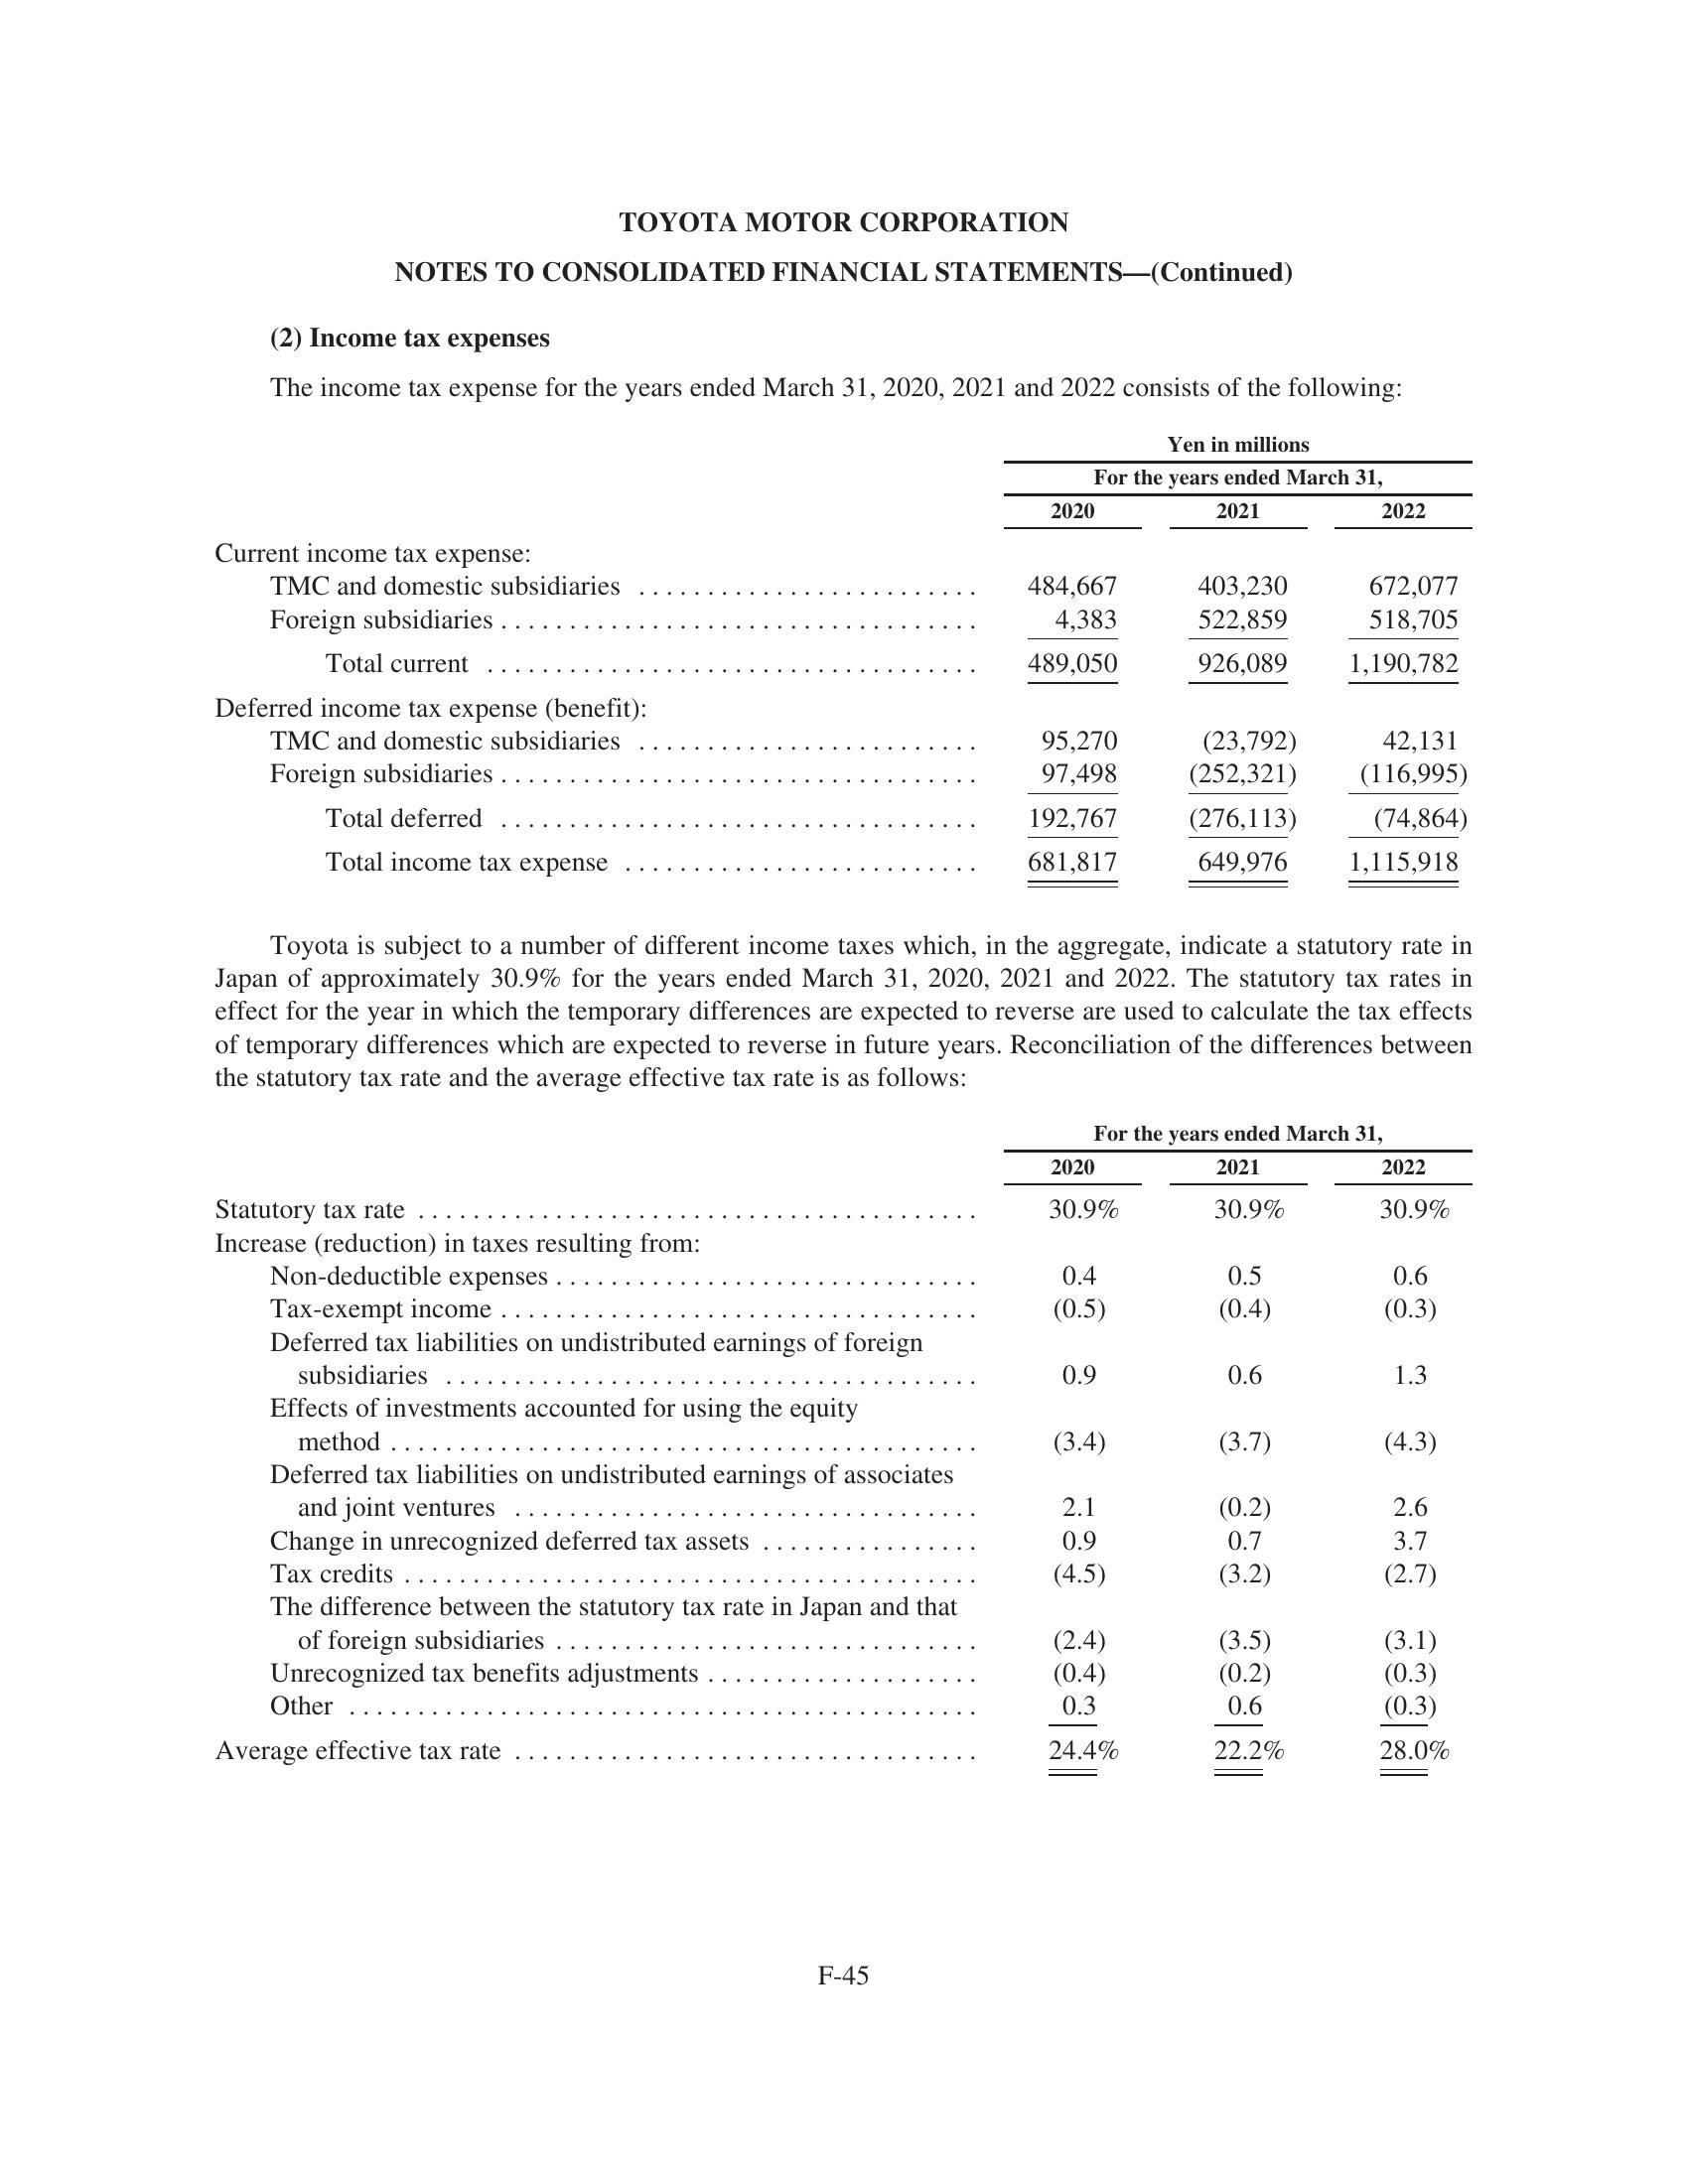 TOYOTA MOTOR CORPORATION
NOTES TO CONSOLIDATED FINANCIAL STATEMENTS—(Continued)
(2) Income tax expenses
The income tax expense for the years ended March 31, 2020, 2021 and 2022 consists of the following:
Yen in millions
For the years ended March 31,
2020 2021 2022
Current income tax expense:
TMC and domestic subsidiaries . . . . . . . . . . . . . . . . . . . . . . . . . 484,667 403,230 672,077
Foreign subsidiaries . . . . . . . . . . . . . . . . . . . . . . . . . . . . . . . . . . . 4,383 522,859 518,705
Total current . . . . . . . . . . . . . . . . . . . . . . . . . . . . . . . . . . . . 489,050 926,089 1,190,782
Deferred income tax expense (benefit):
TMC and domestic subsidiaries . . . . . . . . . . . . . . . . . . . . . . . . . 95,270 (23,792) 42,131
Foreign subsidiaries . . . . . . . . . . . . . . . . . . . . . . . . . . . . . . . . . . . 97,498 (252,321) (116,995)
Total deferred . . . . . . . . . . . . . . . . . . . . . . . . . . . . . . . . . . . 192,767 (276,113) (74,864)
Total income tax expense . . . . . . . . . . . . . . . . . . . . . . . . . . 681,817 649,976 1,115,918
Toyota is subject to a number of different income taxes which, in the aggregate, indicate a statutory rate in
Japan of approximately 30.9% for the years ended March 31, 2020, 2021 and 2022. The statutory tax rates in
effect for the year in which the temporary differences are expected to reverse are used to calculate the tax effects
of temporary differences which are expected to reverse in future years. Reconciliation of the differences between
the statutory tax rate and the average effective tax rate is as follows:
For the years ended March 31,
2020 2021 2022
Statutory tax rate . . . . . . . . . . . . . . . . . . . . . . . . . . . . . . . . . . . . . . . . . 30.9% 30.9% 30.9%
Increase (reduction) in taxes resulting from:
Non-deductible expenses . . . . . . . . . . . . . . . . . . . . . . . . . . . . . . . 0.4 0.5 0.6
Tax-exempt income . . . . . . . . . . . . . . . . . . . . . . . . . . . . . . . . . . . (0.5) (0.4) (0.3)
Deferred tax liabilities on undistributed earnings of foreign
subsidiaries . . . . . . . . . . . . . . . . . . . . . . . . . . . . . . . . . . . . . . . 0.9 0.6 1.3
Effects of investments accounted for using the equity
method . . . . . . . . . . . . . . . . . . . . . . . . . . . . . . . . . . . . . . . . . . . (3.4) (3.7) (4.3)
Deferred tax liabilities on undistributed earnings of associates
and joint ventures . . . . . . . . . . . . . . . . . . . . . . . . . . . . . . . . . . 2.1 (0.2) 2.6
Change in unrecognized deferred tax assets . . . . . . . . . . . . . . . . 0.9 0.7 3.7
Tax credits . . . . . . . . . . . . . . . . . . . . . . . . . . . . . . . . . . . . . . . . . . (4.5) (3.2) (2.7)
The difference between the statutory tax rate in Japan and that
of foreign subsidiaries . . . . . . . . . . . . . . . . . . . . . . . . . . . . . . . (2.4) (3.5) (3.1)
Unrecognized tax benefits adjustments . . . . . . . . . . . . . . . . . . . . (0.4) (0.2) (0.3)
Other . . . . . . . . . . . . . . . . . . . . . . . . . . . . . . . . . . . . . . . . . . . . . . 0.3 0.6 (0.3)
Average effective tax rate . . . . . . . . . . . . . . . . . . . . . . . . . . . . . . . . . . 24.4% 22.2% 28.0%
F-45